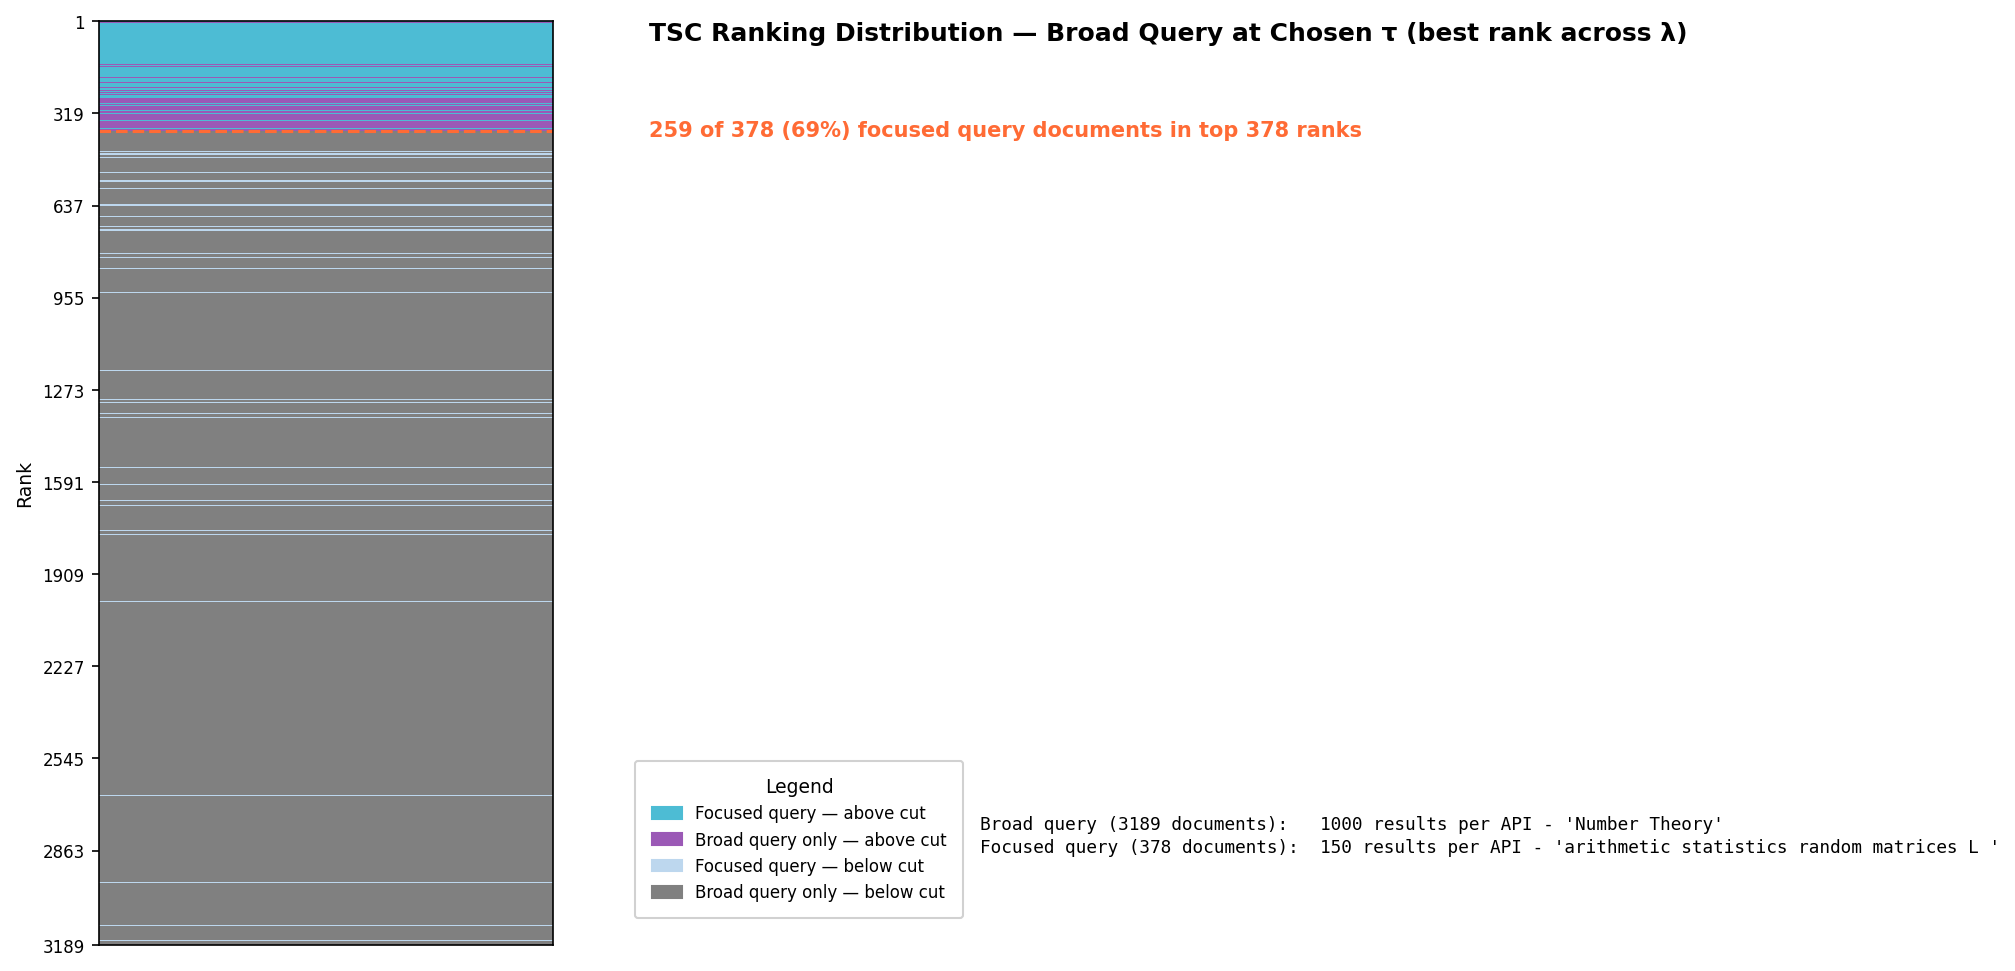 TSC Ranking Distribution — Broad Query at Chosen τ (best rank across λ)
259 of 378 (69%) focused query documents in top 378 ranks
Rank
1
319
637
955
1273
1591
1909
2227
2545
2863
3189
Legend
Focused query — above cut
Broad query only — above cut
Focused query — below cut
Broad query only — below cut
Broad query (3189 documents): 1000 results per API - 'Number Theory'
Focused query (378 documents): 150 results per API - 'arithmetic statistics random matrices L '